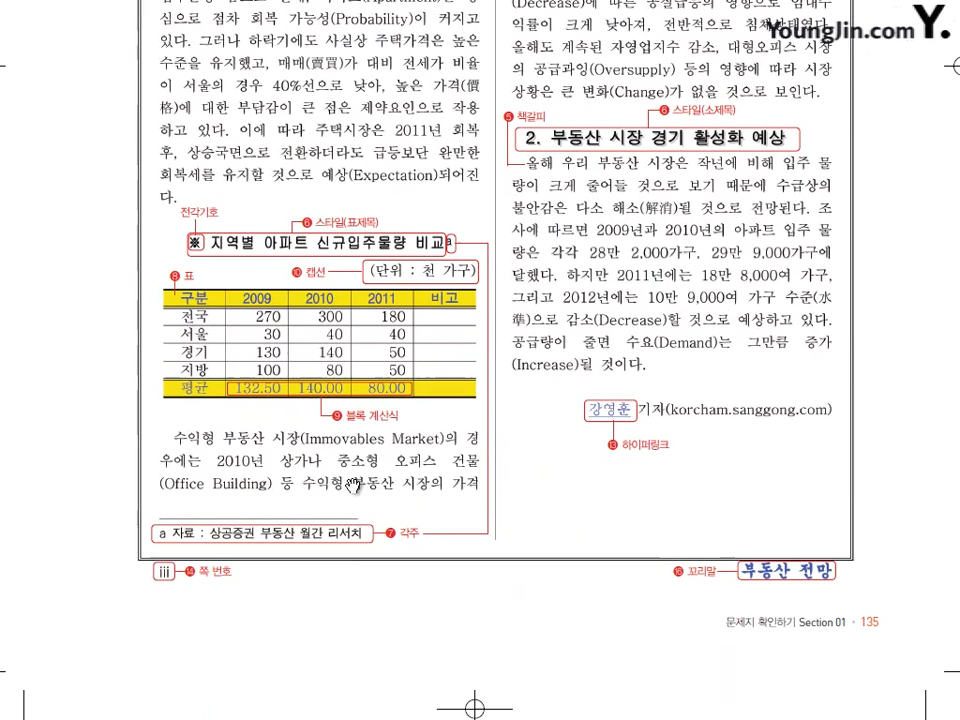 심으로 점차 회복 가능성(Probability)이 커지고
있다. 그러나 하락기에도 사실상 주택가격은 높은
수준을 유지했고, 매매(賣買)가 대비 전세가 비율
이 서울의 경우 40%선으로 낮아, 높은 가격(價
格)에 대한 부담감이 큰 점은 제약요인으로 작용
하고 있다. 이에 따라 주택시장은 2011년 회복
후, 상승국면으로 전환하더라도 급등보단 완만한
회복세를 유지할 것으로 예상(Expectation)되어진
다.
전각기호
❻ 스타일(표제목)
※ 지역별 아파트 신규입주물량 비교a
❽ 표
❿ 캡션
(단위 : 천 가구)
구분 2009 2010 2011 비고
전국 270 300 180
서울 30 40 40
경기 130 140 50
지방 100 80 50
평균 132.50 140.00 80.00
❾ 블록 계산식
수익형 부동산 시장(Immovables Market)의 경
우에는 2010년 상가나 중소형 오피스 건물
(Office Building) 등 수익형 부동산 시장의 가격
a 자료 : 상공증권 부동산 월간 리서치
❼ 각주
iii
⓮ 쪽 번호
YoungJin.com Y.
(Decrease)에 따른 공실급증의 영향으로 임대수
익률이 크게 낮아져, 전반적으로 침체상태였다.
올해도 계속된 자영업지수 감소, 대형오피스 시장
의 공급과잉(Oversupply) 등의 영향에 따라 시장
상황은 큰 변화(Change)가 없을 것으로 보인다.
❺ 책갈피
❻ 스타일(소제목)
2. 부동산 시장 경기 활성화 예상
올해 우리 부동산 시장은 작년에 비해 입주 물
량이 크게 줄어들 것으로 보기 때문에 수급상의
불안감은 다소 해소(解消)될 것으로 전망된다. 조
사에 따르면 2009년과 2010년의 아파트 입주 물
량은 각각 28만 2,000가구, 29만 9,000가구에
달했다. 하지만 2011년에는 18만 8,000여 가구,
그리고 2012년에는 10만 9,000여 가구 수준(水
準)으로 감소(Decrease)할 것으로 예상하고 있다.
공급량이 줄면 수요(Demand)는 그만큼 증가
(Increase)될 것이다.
강영훈 기자(korcham.sanggong.com)
⓭ 하이퍼링크
⓰ 꼬리말
부동산 전망
문제지 확인하기 Section 01 • 135